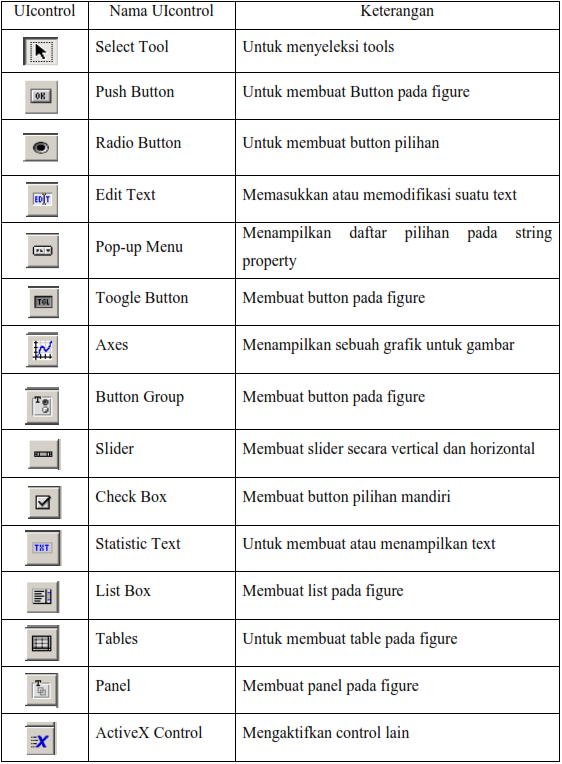 UIcontrol Nama UIcontrol Keterangan
Select Tool Untuk menyeleksi tools
OK Push Button Untuk membuat Button pada figure
Radio Button Untuk membuat button pilihan
EDIT Edit Text Memasukkan atau memodifikasi suatu text
Menampilkan daftar pilihan pada string
Pop-up Menu
property
TGL Toogle Button Membuat button pada figure
Axes Menampilkan sebuah grafik untuk gambar
T Button Group Membuat button pada figure
Slider Membuat slider secara vertical dan horizontal
Check Box Membuat button pilihan mandiri
TXT Statistic Text Untuk membuat atau menampilkan text
List Box Membuat list pada figure
Tables Untuk membuat table pada figure
T Panel Membuat panel pada figure
X ActiveX Control Mengaktifkan control lain